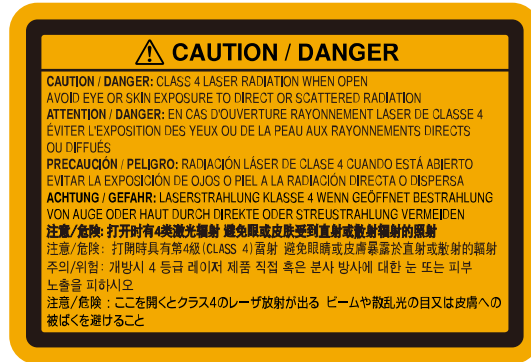 ⚠ CAUTION / DANGER
CAUTION / DANGER: CLASS 4 LASER RADIATION WHEN OPEN
AVOID EYE OR SKIN EXPOSURE TO DIRECT OR SCATTERED RADIATION
ATTENTION / DANGER: EN CAS D'OUVERTURE RAYONNEMENT LASER DE CLASSE 4
ÉVITER L'EXPOSITION DES YEUX OU DE LA PEAU AUX RAYONNEMENTS DIRECTS
OU DIFFUÉS
PRECAUCIÓN / PELIGRO: RADIACIÓN LÁSER DE CLASE 4 CUANDO ESTÁ ABIERTO
EVITAR LA EXPOSICIÓN DE OJOS O PIEL A LA RADIACIÓN DIRECTA O DISPERSA
ACHTUNG / GEFAHR: LASERSTRAHLUNG KLASSE 4 WENN GEÖFFNET BESTRAHLUNG
VON AUGE ODER HAUT DURCH DIREKTE ODER STREUSTRAHLUNG VERMEIDEN
注意/危险: 打开时有4类激光辐射 避免眼或皮肤受到直射或散射辐射的照射
注意/危險: 打開時具有第4級(CLASS 4)雷射 避免眼睛或皮膚暴露於直射或散射的輻射
주의/위험: 개방시 4 등급 레이저 제품 직접 혹은 분사 방사에 대한 눈 또는 피부
노출을 피하시오
注意/危険：ここを開くとクラス4のレーザ放射が出る ビームや散乱光の目又は皮膚への
被ばくを避けること